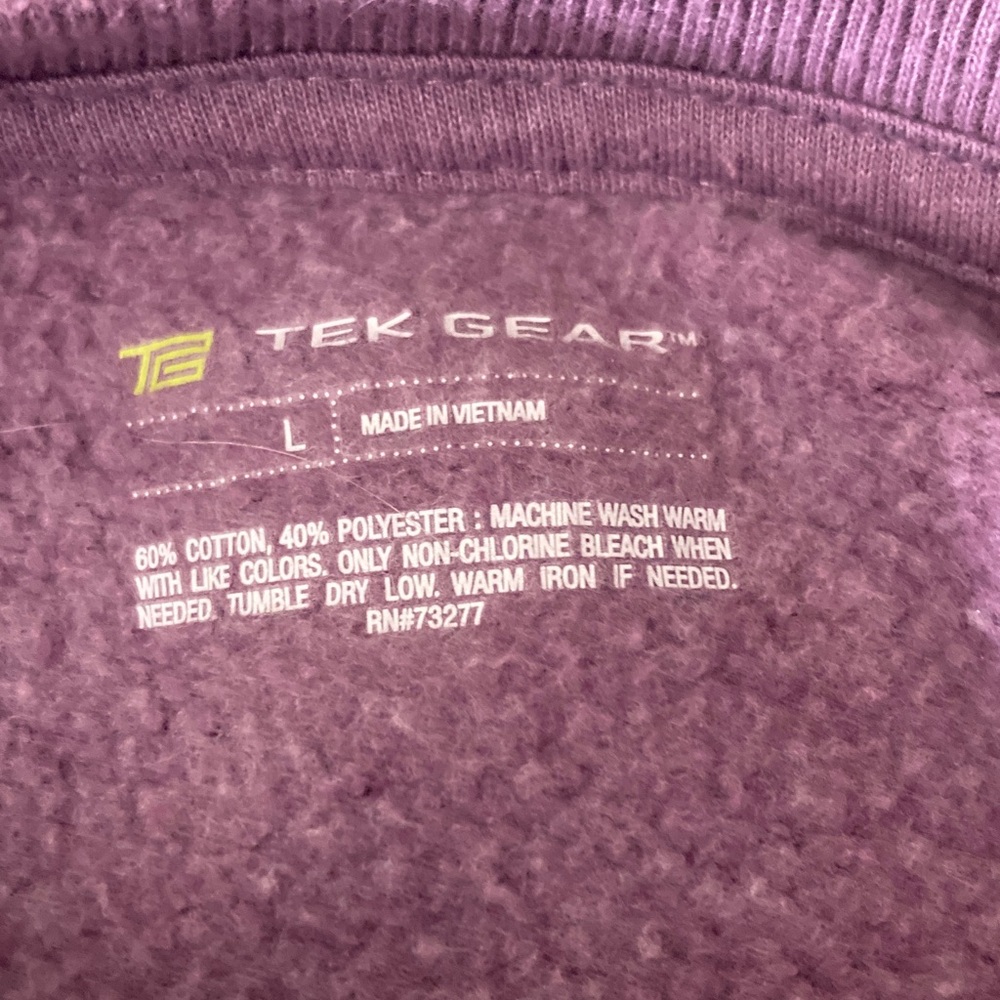 TG TEK GEAR™
L MADE IN VIETNAM
60% COTTON, 40% POLYESTER : MACHINE WASH WARM
WITH LIKE COLORS. ONLY NON-CHLORINE BLEACH WHEN
NEEDED. TUMBLE DRY LOW. WARM IRON IF NEEDED.
RN#73277